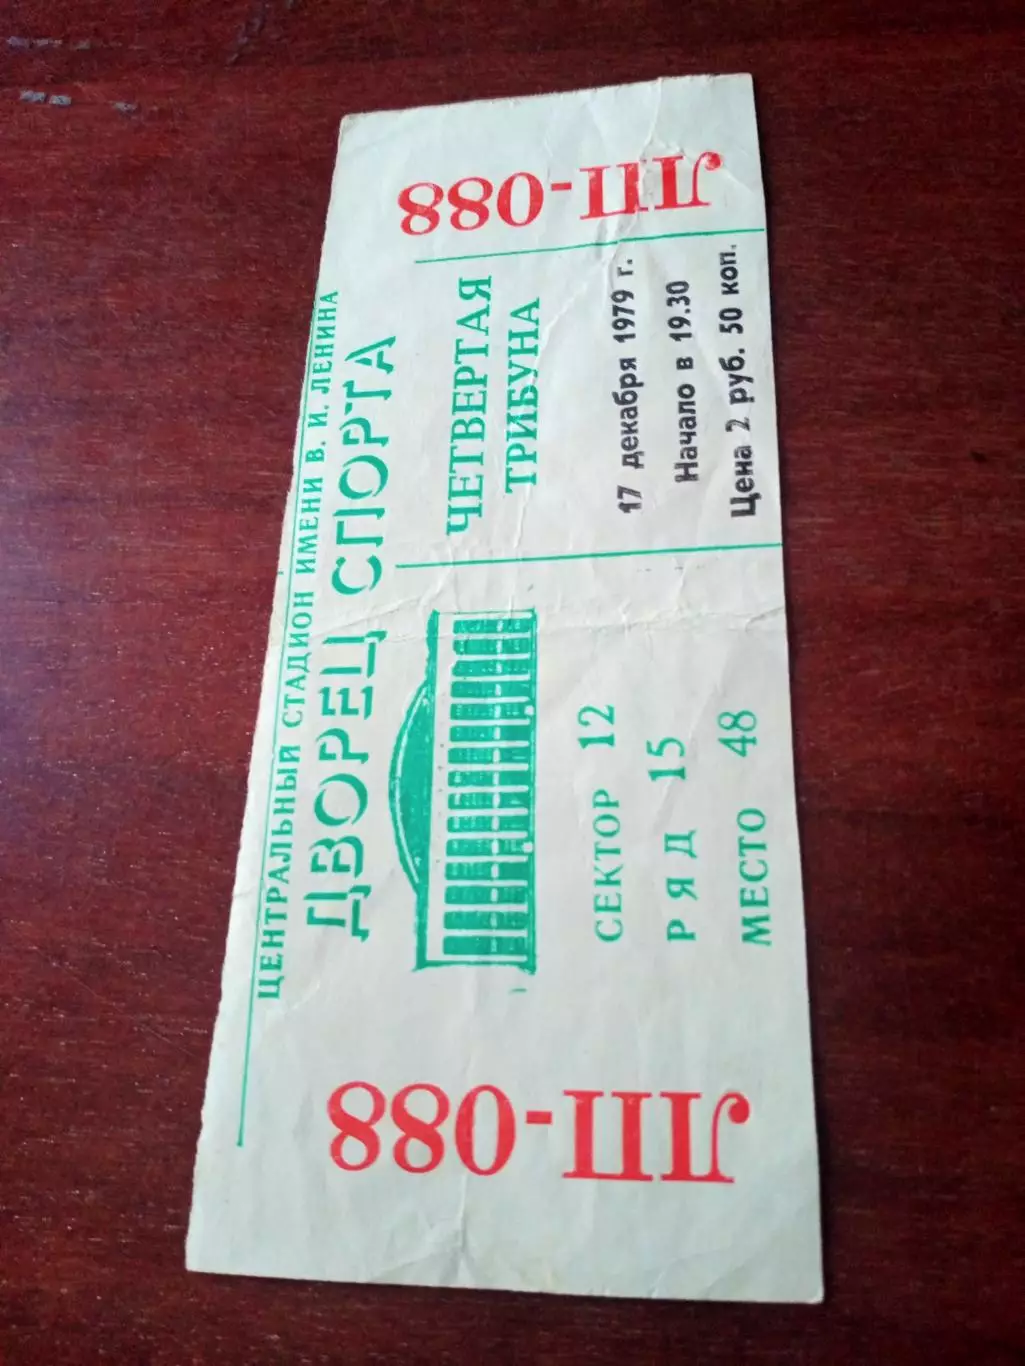 ЦЕНТРАЛЬНЫЙ СТАДИОН ИМЕНИ В. И. ЛЕНИНА
ДВОРЕЦ СПОРТА
ЧЕТВЕРТАЯ
ТРИБУНА
СЕКТОР 12
РЯД 15
МЕСТО 48
17 декабря 1979 г.
Начало в 19.30
Цена 2 руб. 50 коп.
ЛП-088
ЛП-088